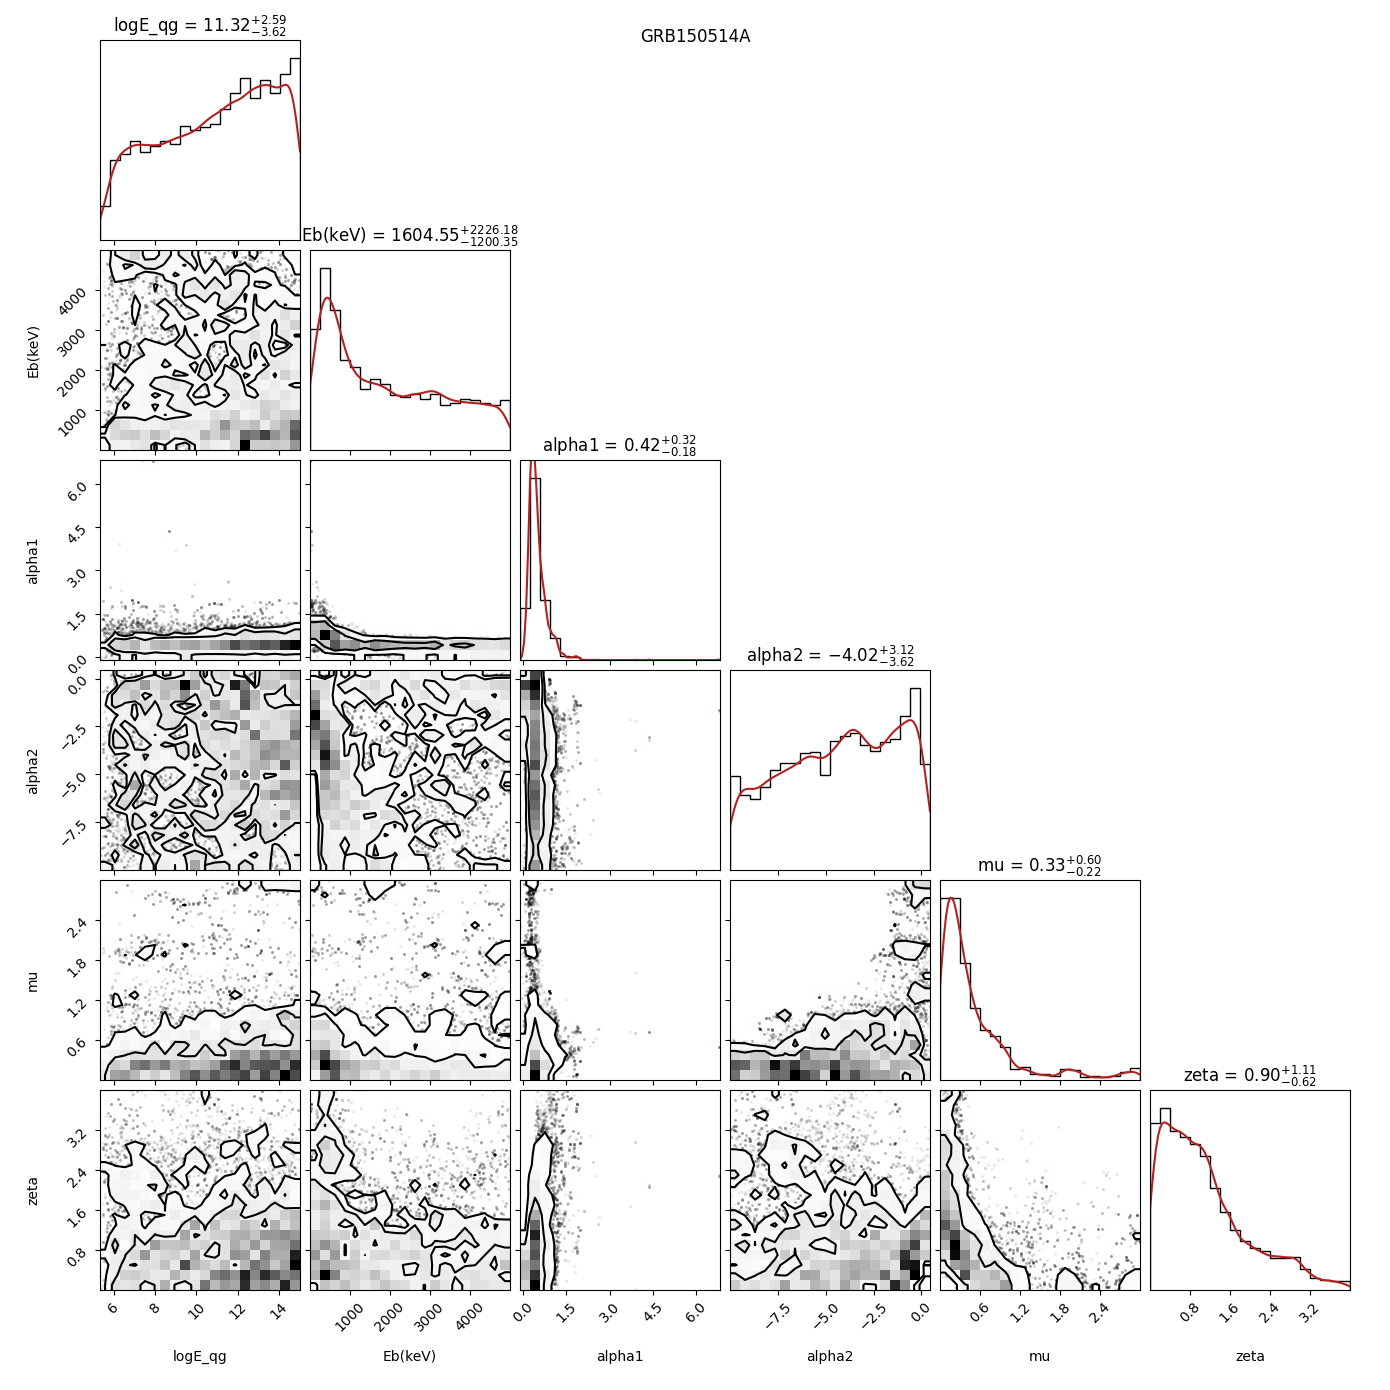 GRB150514A
logE_qg = 11.32+2.59−3.62
Eb(keV) = 1604.55+2226.18−1200.35
Eb(keV)
4000
3000
2000
1000
alpha1 = 0.42+0.32−0.18
alpha1
6.0
4.5
3.0
1.5
0.0
alpha2 = −4.02+3.12−3.62
alpha2
0.0
−2.5
−5.0
−7.5
mu = 0.33+0.60−0.22
mu
2.4
1.8
1.2
0.6
zeta = 0.90+1.11−0.62
zeta
3.2
2.4
1.6
0.8
6 8 10 12 14
1000 2000 3000 4000
0.0 1.5 3.0 4.5 6.0
−7.5 −5.0 −2.5 0.0
0.6 1.2 1.8 2.4
0.8 1.6 2.4 3.2
logE_qg Eb(keV) alpha1 alpha2 mu zeta